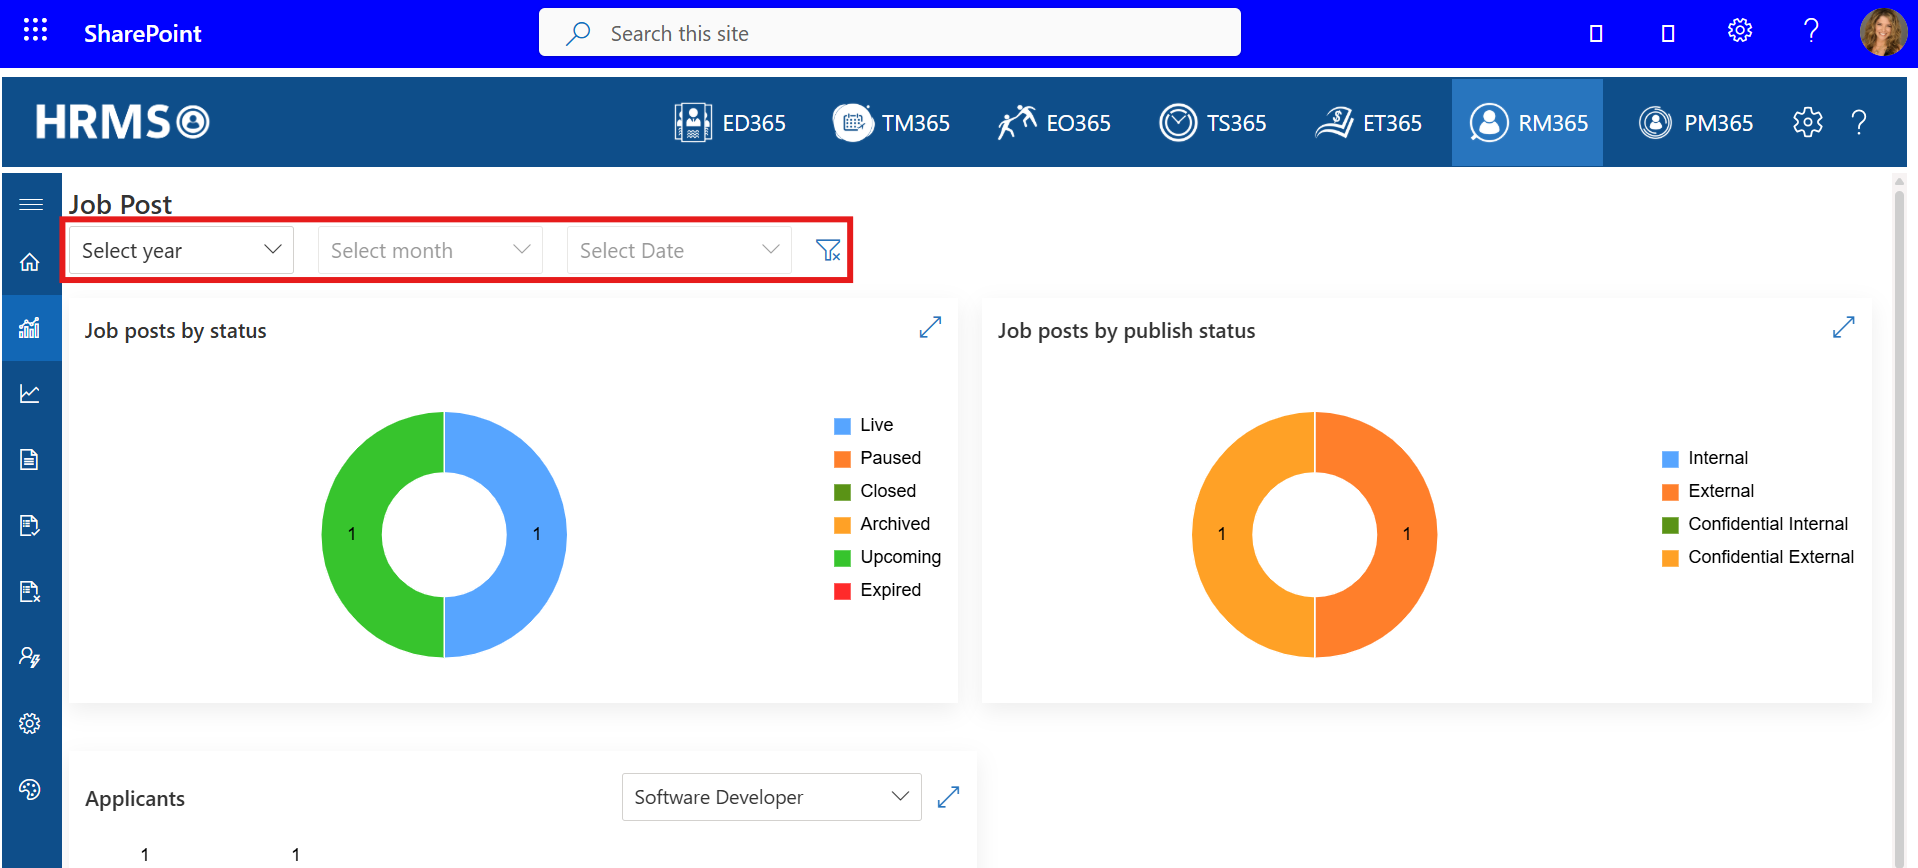 SharePoint
Search this site
?
HRMS
ED365
TM365
EO365
TS365
ET365
RM365
PM365
?
Job Post
Select year
Select month
Select Date
Job posts by status
1
1
Live
Paused
Closed
Archived
Upcoming
Expired
Job posts by publish status
1
1
Internal
External
Confidential Internal
Confidential External
Applicants
Software Developer
1
1